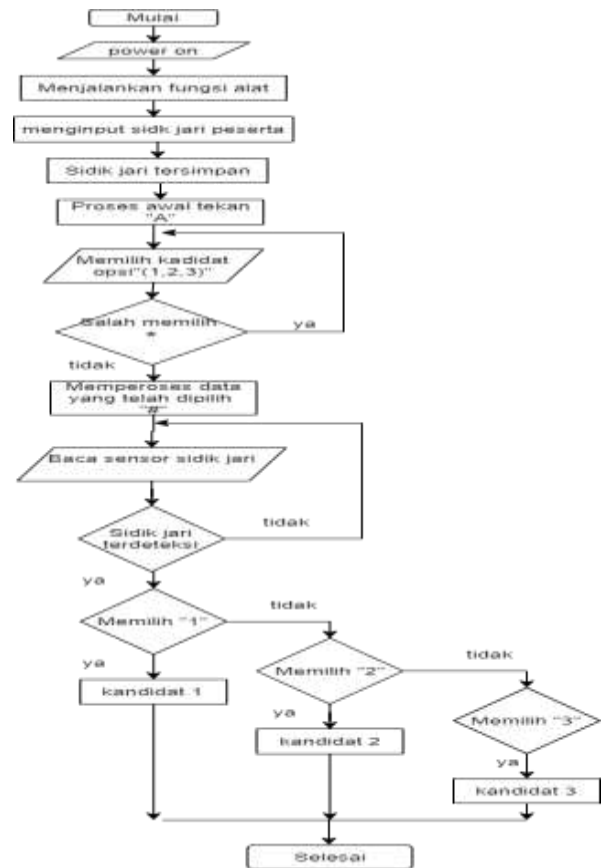 Mulai
power on
Menjalankan fungsi alat
menginput sidk jari peserta
Sidik jari tersimpan
Proses awal tekan
"A"
Memilih kadidat
opsi"(1,2,3)"
Salah memilih
*
ya
tidak
Memperoses data
yang telah dipilih
"#"
Baca sensor sidik jari
Sidik jari
terdeteksi
tidak
ya
Memilih "1"
tidak
ya
kandidat 1
Memilih "2"
tidak
ya
kandidat 2
Memilih "3"
ya
kandidat 3
Selesai